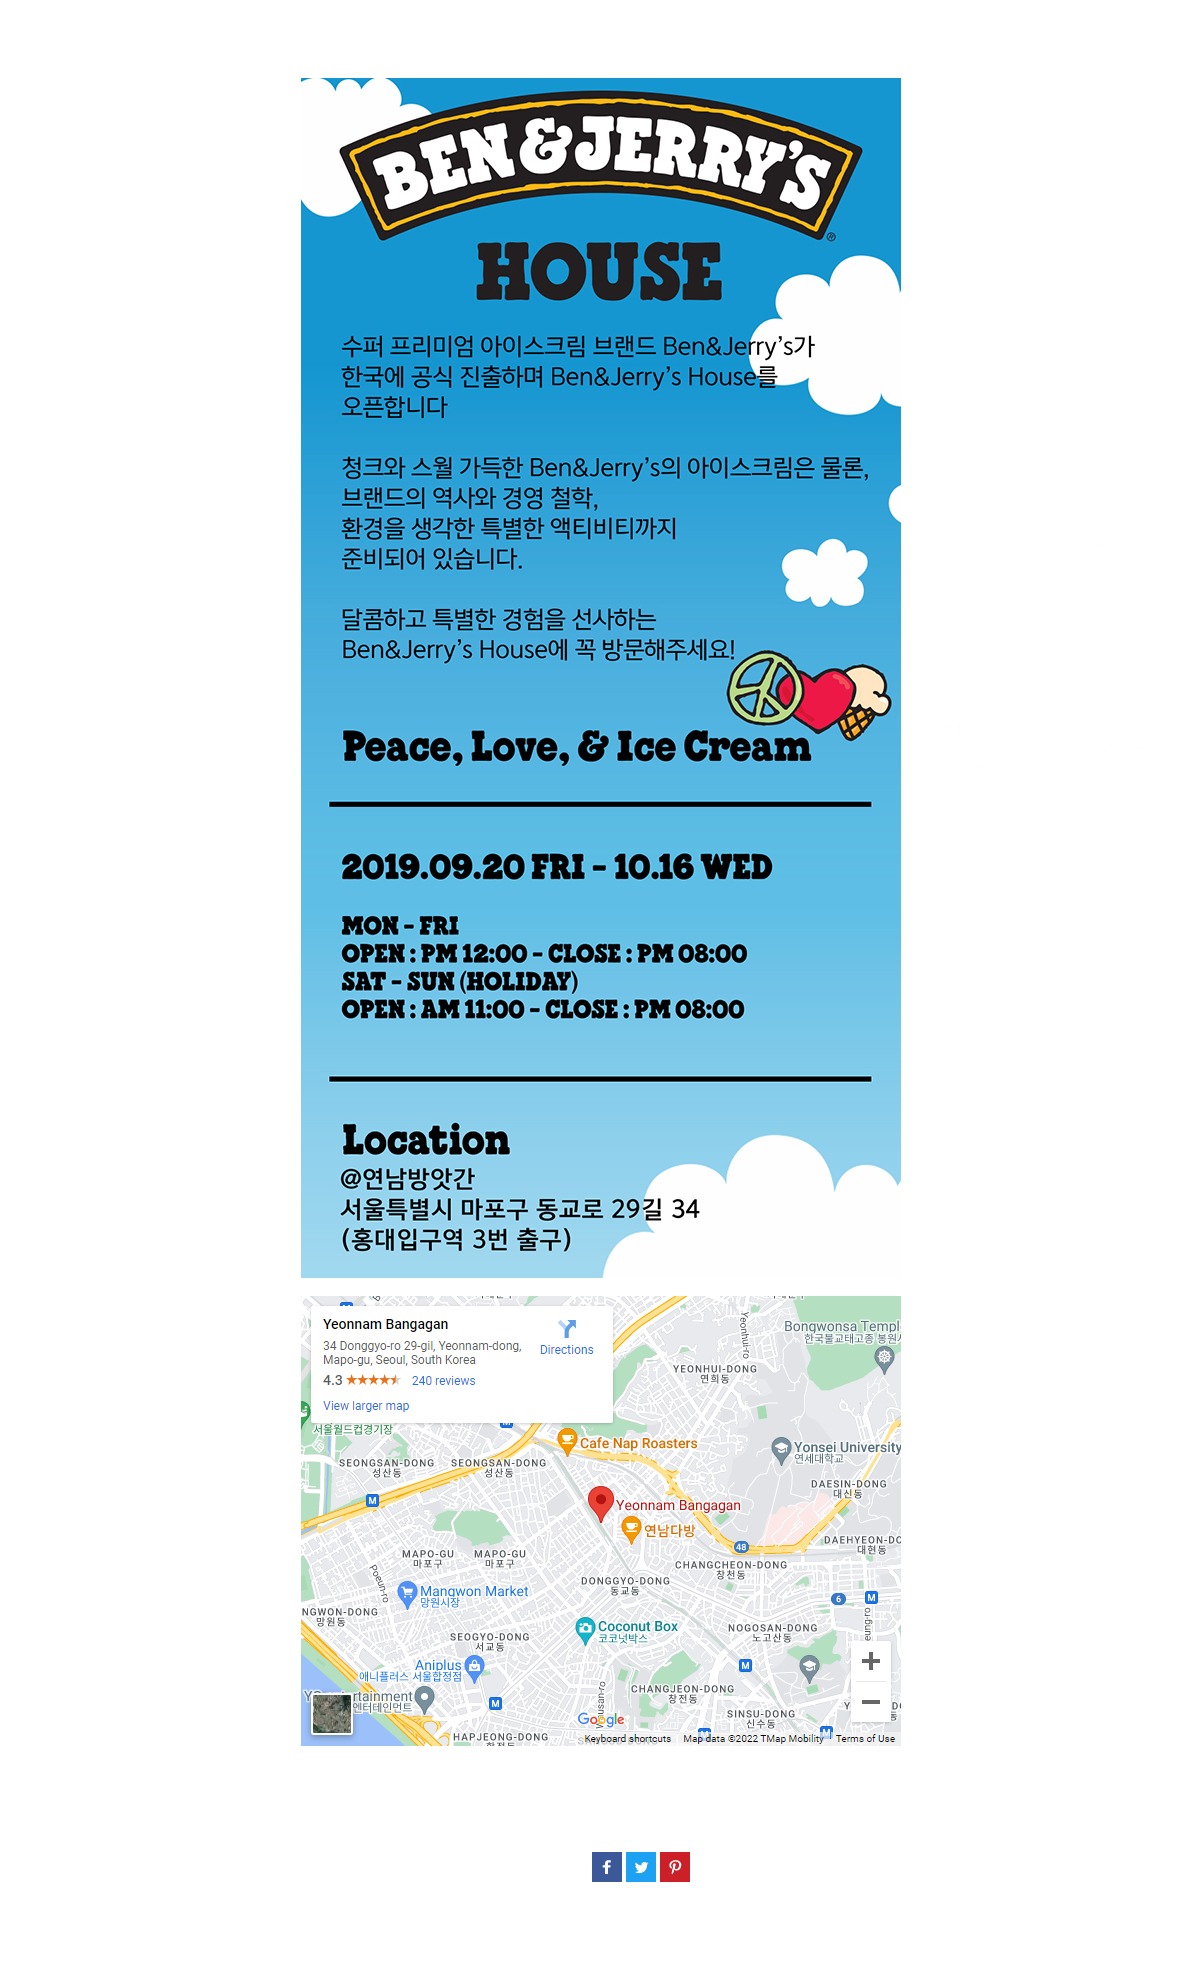 BEN & JERRY'S
®
HOUSE
수퍼 프리미엄 아이스크림 브랜드 Ben&Jerry's가
한국에 공식 진출하며 Ben&Jerry's House를
오픈합니다
청크와 스월 가득한 Ben&Jerry's의 아이스크림은 물론,
브랜드의 역사와 경영 철학,
환경을 생각한 특별한 액티비티까지
준비되어 있습니다.
달콤하고 특별한 경험을 선사하는
Ben&Jerry's House에 꼭 방문해주세요!
Peace, Love, & Ice Cream
2019.09.20 FRI - 10.16 WED
MON - FRI
OPEN : PM 12:00 - CLOSE : PM 08:00
SAT - SUN (HOLIDAY)
OPEN : AM 11:00 - CLOSE : PM 08:00
Location
@연남방앗간
서울특별시 마포구 동교로 29길 34
(홍대입구역 3번 출구)
Yeonnam Bangagan
34 Donggyo-ro 29-gil, Yeonnam-dong,
Mapo-gu, Seoul, South Korea
Directions
4.3
240 reviews
View larger map
Yeonhui-ro
Bongwonsa Templ
한국불교태고종 봉원사
YEONHUI-DONG
연희동
서울월드컵경기장
Cafe Nap Roasters
Yonsei University
연세대학교
SEONGSAN-DONG
성산동
SEONGSAN-DONG
성산동
DAESIN-DONG
대신동
M
Yeonnam Bangagan
연남다방
48
DAEHYEON-DO
대현동
MAPO-GU
마포구
MAPO-GU
마포구
CHANGCHEON-DONG
창천동
Poeun-ro
DONGGYO-DONG
동교동
Mangwon Market
망원시장
6
M
NGWON-DONG
망원동
Coconut Box
코코넛박스
NOGOSAN-DONG
노고산동
eung-ro
SEOGYO-DONG
서교동
Aniplus
애니플러스 서울합정점
M
CHANGJEON-DONG
창전동
YG
rtainment
엔터테인먼트
M
usan-ro
SINSU-DONG
신수동
Google
HAPJEONG-DONG
합정동
Keyboard shortcuts
Map data ©2022 TMap Mobility
Terms of Use